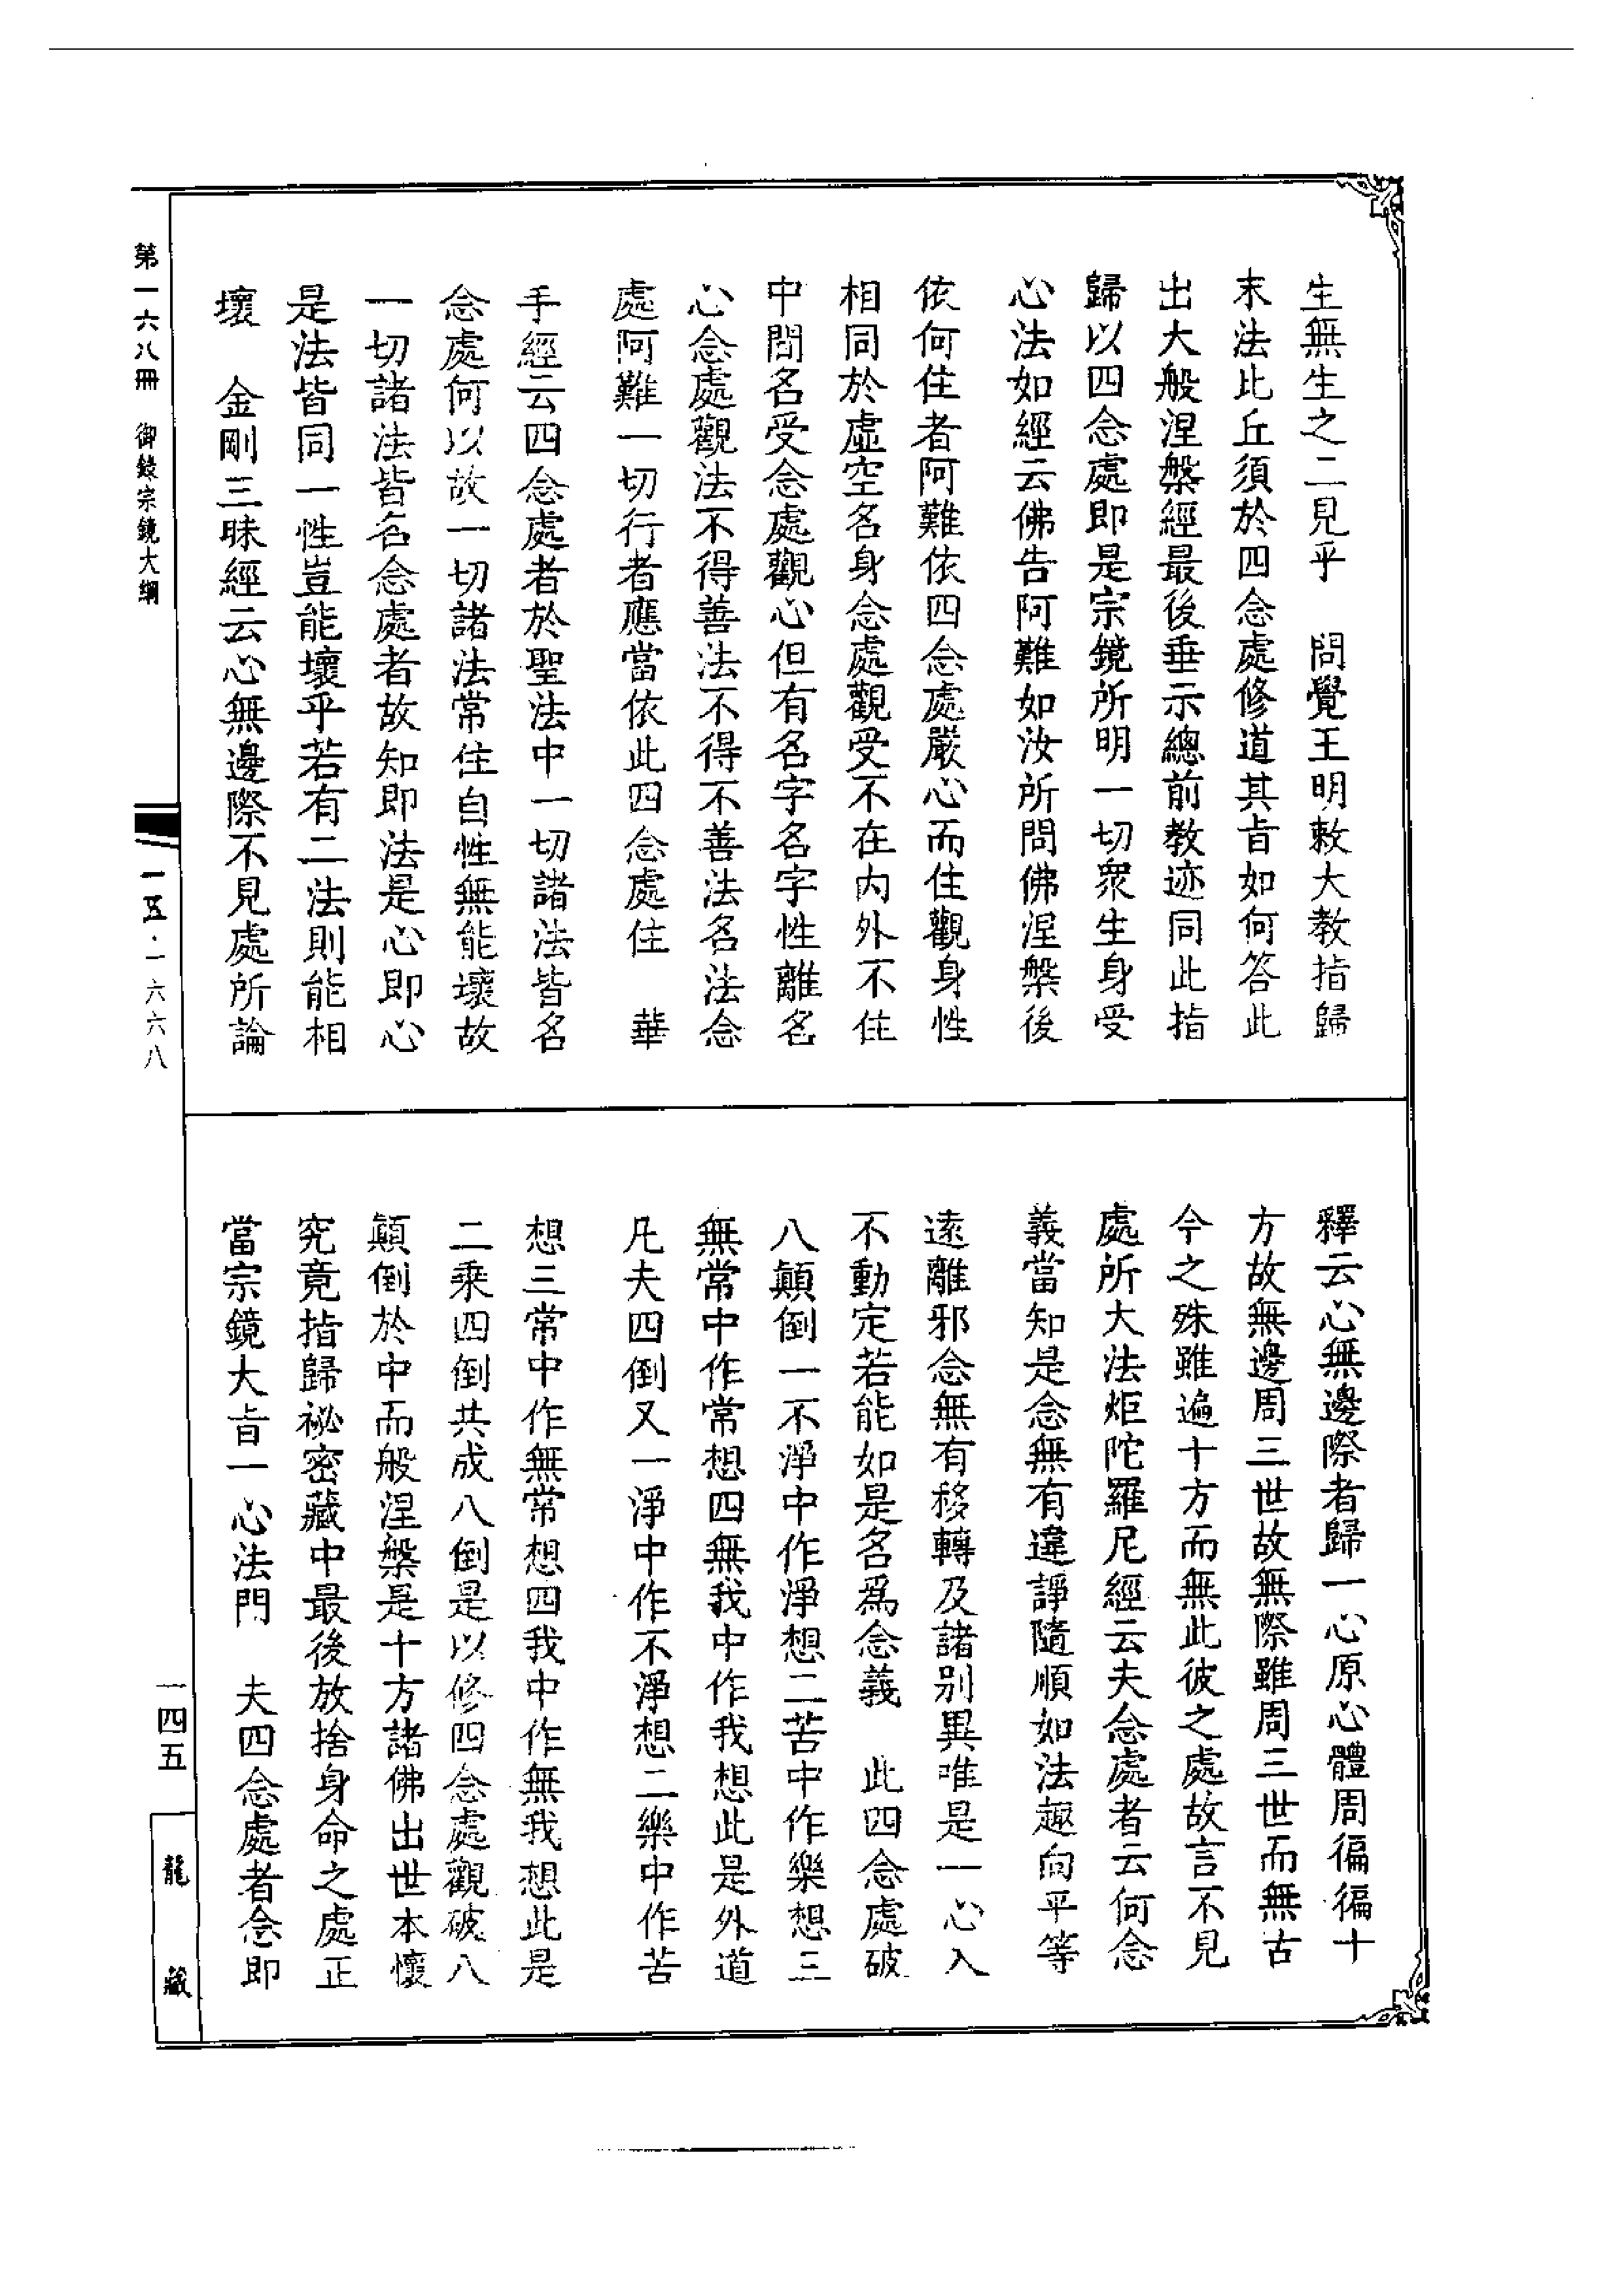 生無生之二見乎　問覺王明敕大教指歸
末法比丘須於四念處修道其旨如何答此
出大般涅槃經最後垂示總前教迹同此指
歸以四念處即是宗鏡所明一切衆生身受
心法如經云佛告阿難如汝所問佛涅槃後
依何住者阿難依四念處嚴心而住觀身性
相同於虛空名身念處觀受不在内外不住
中間名受念處觀心但有名字名字性離名
心念處觀法不得善法不得不善法名法念
處阿難一切行者應當依此四念處住　華
手經云四念處者於聖法中一切諸法皆名
念處何以故一切諸法常住自性無能壞故
一切諸法皆名念處者故知即法是心即心
是法皆同一性豈能壞乎若有二法則能相
壞　金剛三昧經云心無邊際不見處所論
釋云心無邊際者歸一心原心體周徧徧十
方故無邊周三世故無際雖周三世而無古
今之殊雖遍十方而無此彼之處故言不見
處所大法炬陀羅尼經云夫念處者云何念
義當知是念無有違諍隨順如法趣向平等
遠離邪念無有移轉及諸别異唯是一心入
不動定若能如是名爲念義　此四念處破
八顛倒一不淨中作淨想二苦中作樂想三
無常中作常想四無我中作我想此是外道
凡夫四倒又一淨中作不淨想二樂中作苦
想三常中作無常想四我中作無我想此是
二乘四倒共成八倒是以修四念處觀破八
顛倒於中而般涅槃是十方諸佛出世本懷
究竟指歸祕密藏中最後放捨身命之處正
當宗鏡大旨一心法門　夫四念處者念即
第一六八冊　御錄宗鏡大綱
一五·一六六八
一四五
龍藏